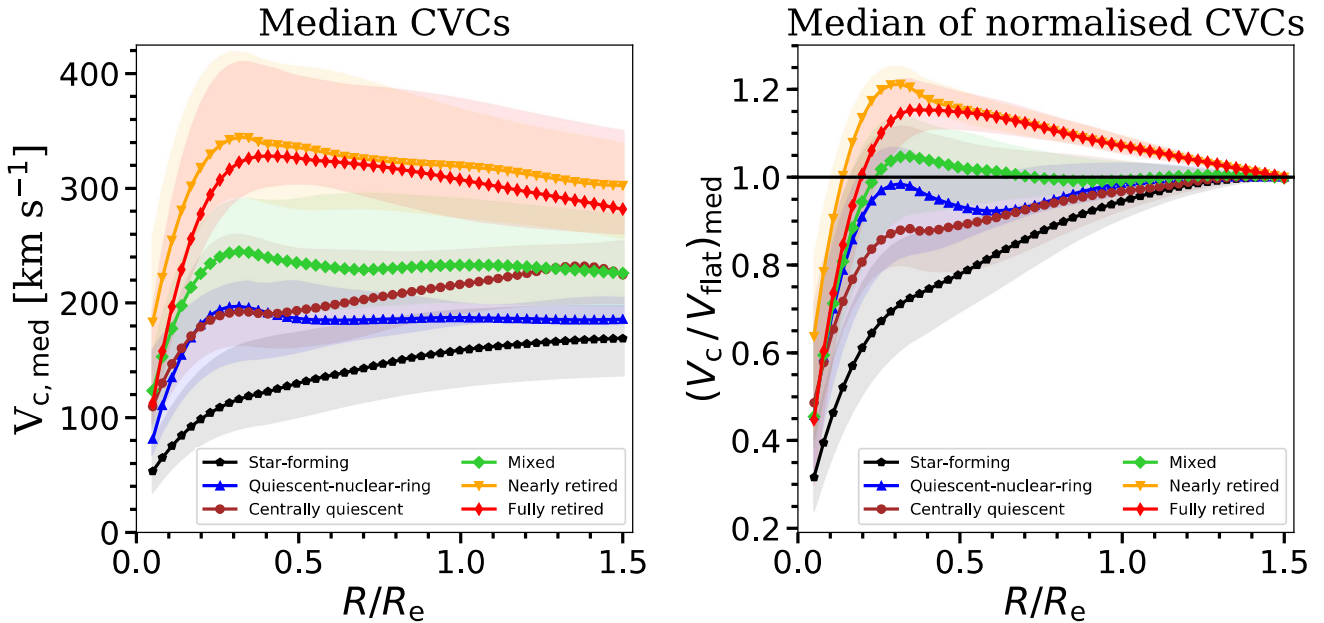 Median CVCs
V_c,med [km s⁻¹]
400
300
200
100
0
Star-forming
Quiescent-nuclear-ring
Centrally quiescent
Mixed
Nearly retired
Fully retired
0.0 0.5 1.0 1.5
R/R_e
Median of normalised CVCs
(V_c/V_flat)_med
1.2
1.0
0.8
0.6
0.4
0.2
Star-forming
Quiescent-nuclear-ring
Centrally quiescent
Mixed
Nearly retired
Fully retired
0.0 0.5 1.0 1.5
R/R_e